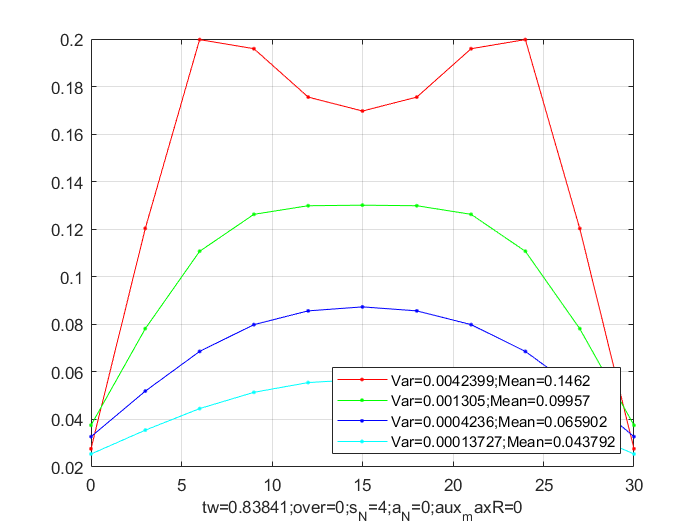 0.2
0.18
0.16
0.14
0.12
0.1
0.08
0.06
0.04
0.02
Var=0.0042399;Mean=0.1462
Var=0.001305;Mean=0.09957
Var=0.0004236;Mean=0.065902
Var=0.00013727;Mean=0.043792
0 5 10 15 20 25 30
tw=0.83841;over=0;s_N=4;a_N=0;aux_maxR=0